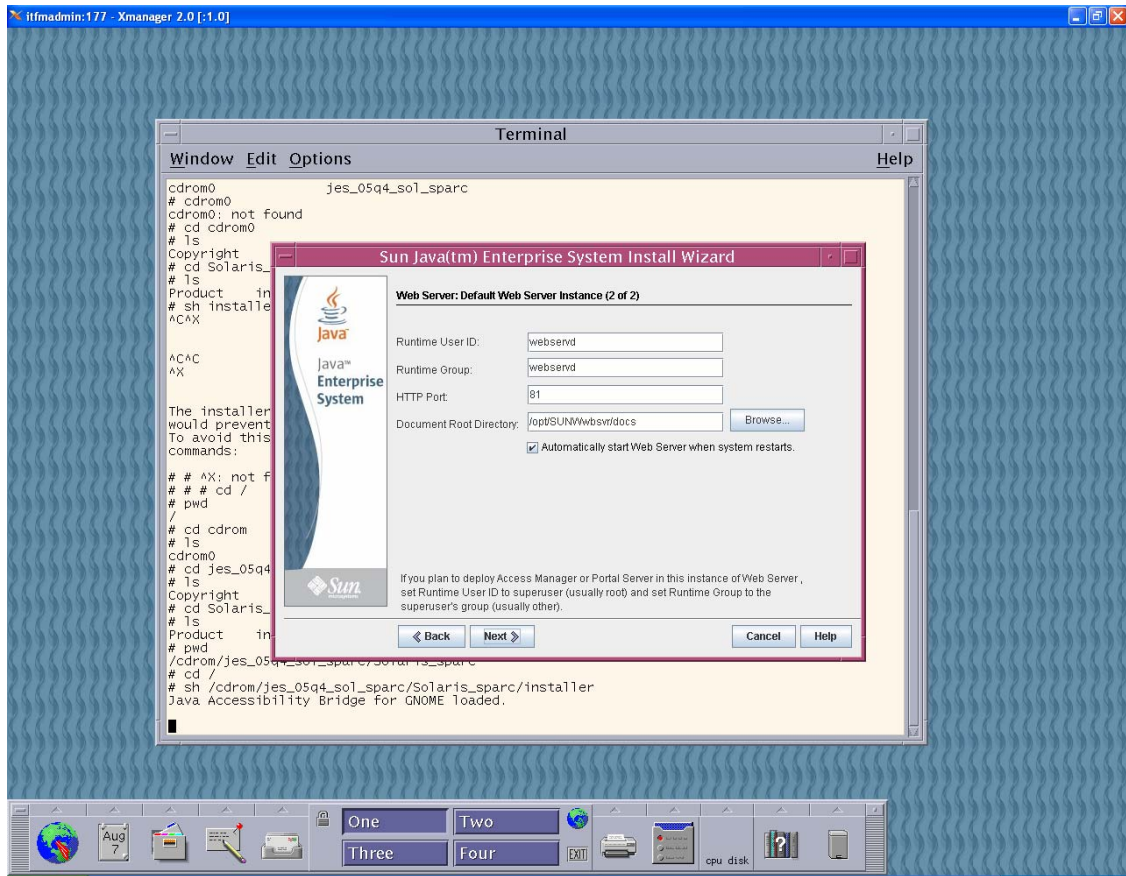 itfmadmin:177 - Xmanager 2.0 [:1.0]
Terminal
Window Edit Options Help
cdrom0 jes_05q4_sol_sparc
# cdrom0
cdrom0: not found
# cd cdrom0
# ls
Copyright
# cd Solaris_
# ls
Product in
# sh installe
^C^X
^C^C
^X
The installer
would prevent
To avoid this
commands:
# # ^X: not f
# # # cd /
# pwd
/
# cd cdrom
# ls
cdrom0
# cd jes_05q4
# ls
Copyright
# cd Solaris_
# ls
Product in
# pwd
/cdrom/jes_05q4_sol_sparc/Solaris_sparc
# cd /
# sh /cdrom/jes_05q4_sol_sparc/Solaris_sparc/installer
Java Accessibility Bridge for GNOME loaded.
Sun Java(tm) Enterprise System Install Wizard
Java
Java™
Enterprise
System
Sun
microsystems
Web Server: Default Web Server Instance (2 of 2)
Runtime User ID: webservd
Runtime Group: webservd
HTTP Port: 81
Document Root Directory: /opt/SUNWwbsvr/docs Browse...
Automatically start Web Server when system restarts.
If you plan to deploy Access Manager or Portal Server in this instance of Web Server ,
set Runtime User ID to superuser (usually root) and set Runtime Group to the
superuser's group (usually other).
Back Next Cancel Help
Aug
7
One Two
Three Four
EXIT
cpu disk